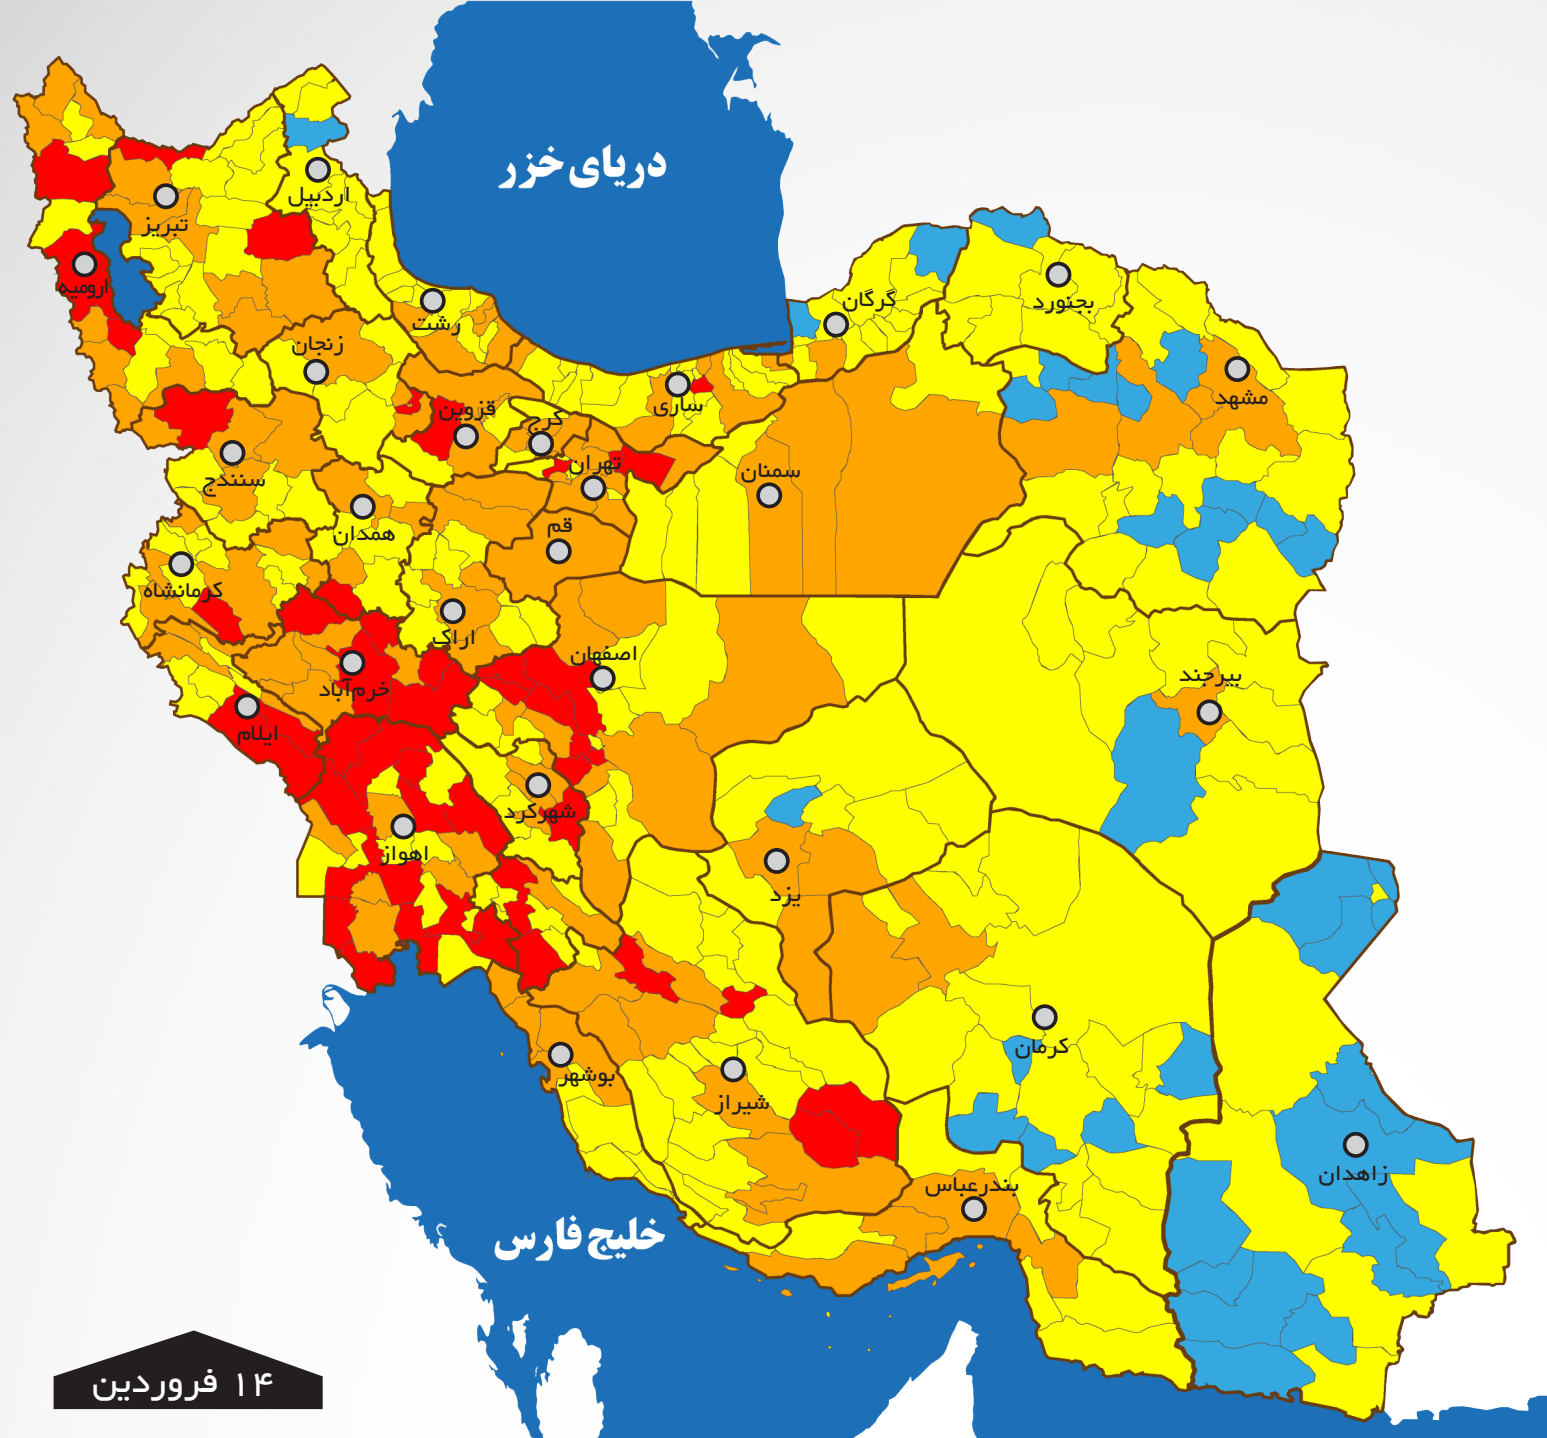 دریای خزر
اردبیل
تبریز
ارومیه
رشت
گرگان
بجنورد
زنجان
مشهد
ساری
قزوین
کرج
تهران
سمنان
سنندج
همدان
قم
کرمانشاه
اراک
اصفهان
خرم‌آباد
بیرجند
ایلام
شهرکرد
اهواز
یزد
کرمان
بوشهر
شیراز
زاهدان
بندرعباس
خلیج فارس
۱۴ فروردین